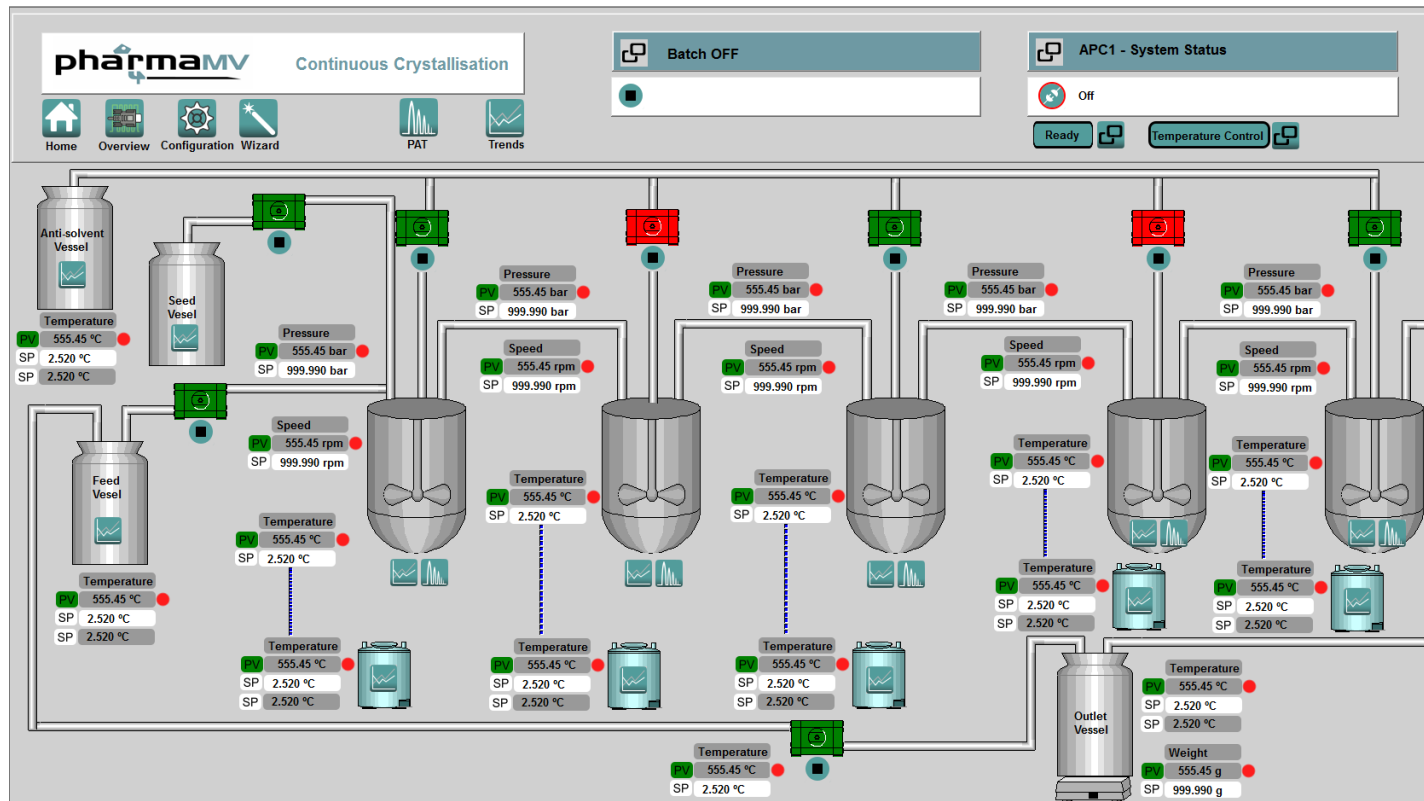 pharmaMV
Continuous Crystallisation
Batch OFF
APC1 - System Status
Off
Ready
Temperature Control
Home
Overview
Configuration
Wizard
PAT
Trends
Anti-solvent
Vessel
Temperature
PV 555.45 ºC
SP 2.520 ºC
SP 2.520 ºC
Seed
Vesel
Pressure
PV 555.45 bar
SP 999.990 bar
Pressure
PV 555.45 bar
SP 999.990 bar
Pressure
PV 555.45 bar
SP 999.990 bar
Pressure
PV 555.45 bar
SP 999.990 bar
Pressure
PV 555.45 bar
SP 999.990 bar
Speed
PV 555.45 rpm
SP 999.990 rpm
Speed
PV 555.45 rpm
SP 999.990 rpm
Speed
PV 555.45 rpm
SP 999.990 rpm
Speed
PV 555.45 rpm
SP 999.990 rpm
Speed
PV 555.45 rpm
SP 999.990 rpm
Feed
Vesel
Temperature
PV 555.45 ºC
SP 2.520 ºC
SP 2.520 ºC
Temperature
PV 555.45 ºC
SP 2.520 ºC
Temperature
PV 555.45 ºC
SP 2.520 ºC
Temperature
PV 555.45 ºC
SP 2.520 ºC
Temperature
PV 555.45 ºC
SP 2.520 ºC
Temperature
PV 555.45 ºC
SP 2.520 ºC
Temperature
PV 555.45 ºC
SP 2.520 ºC
SP 2.520 ºC
Temperature
PV 555.45 ºC
SP 2.520 ºC
SP 2.520 ºC
Temperature
PV 555.45 ºC
SP 2.520 ºC
SP 2.520 ºC
Temperature
PV 555.45 ºC
SP 2.520 ºC
SP 2.520 ºC
Temperature
PV 555.45 ºC
SP 2.520 ºC
SP 2.520 ºC
Outlet
Vessel
Temperature
PV 555.45 ºC
SP 2.520 ºC
SP 2.520 ºC
Temperature
PV 555.45 ºC
SP 2.520 ºC
Weight
PV 555.45 g
SP 999.990 g